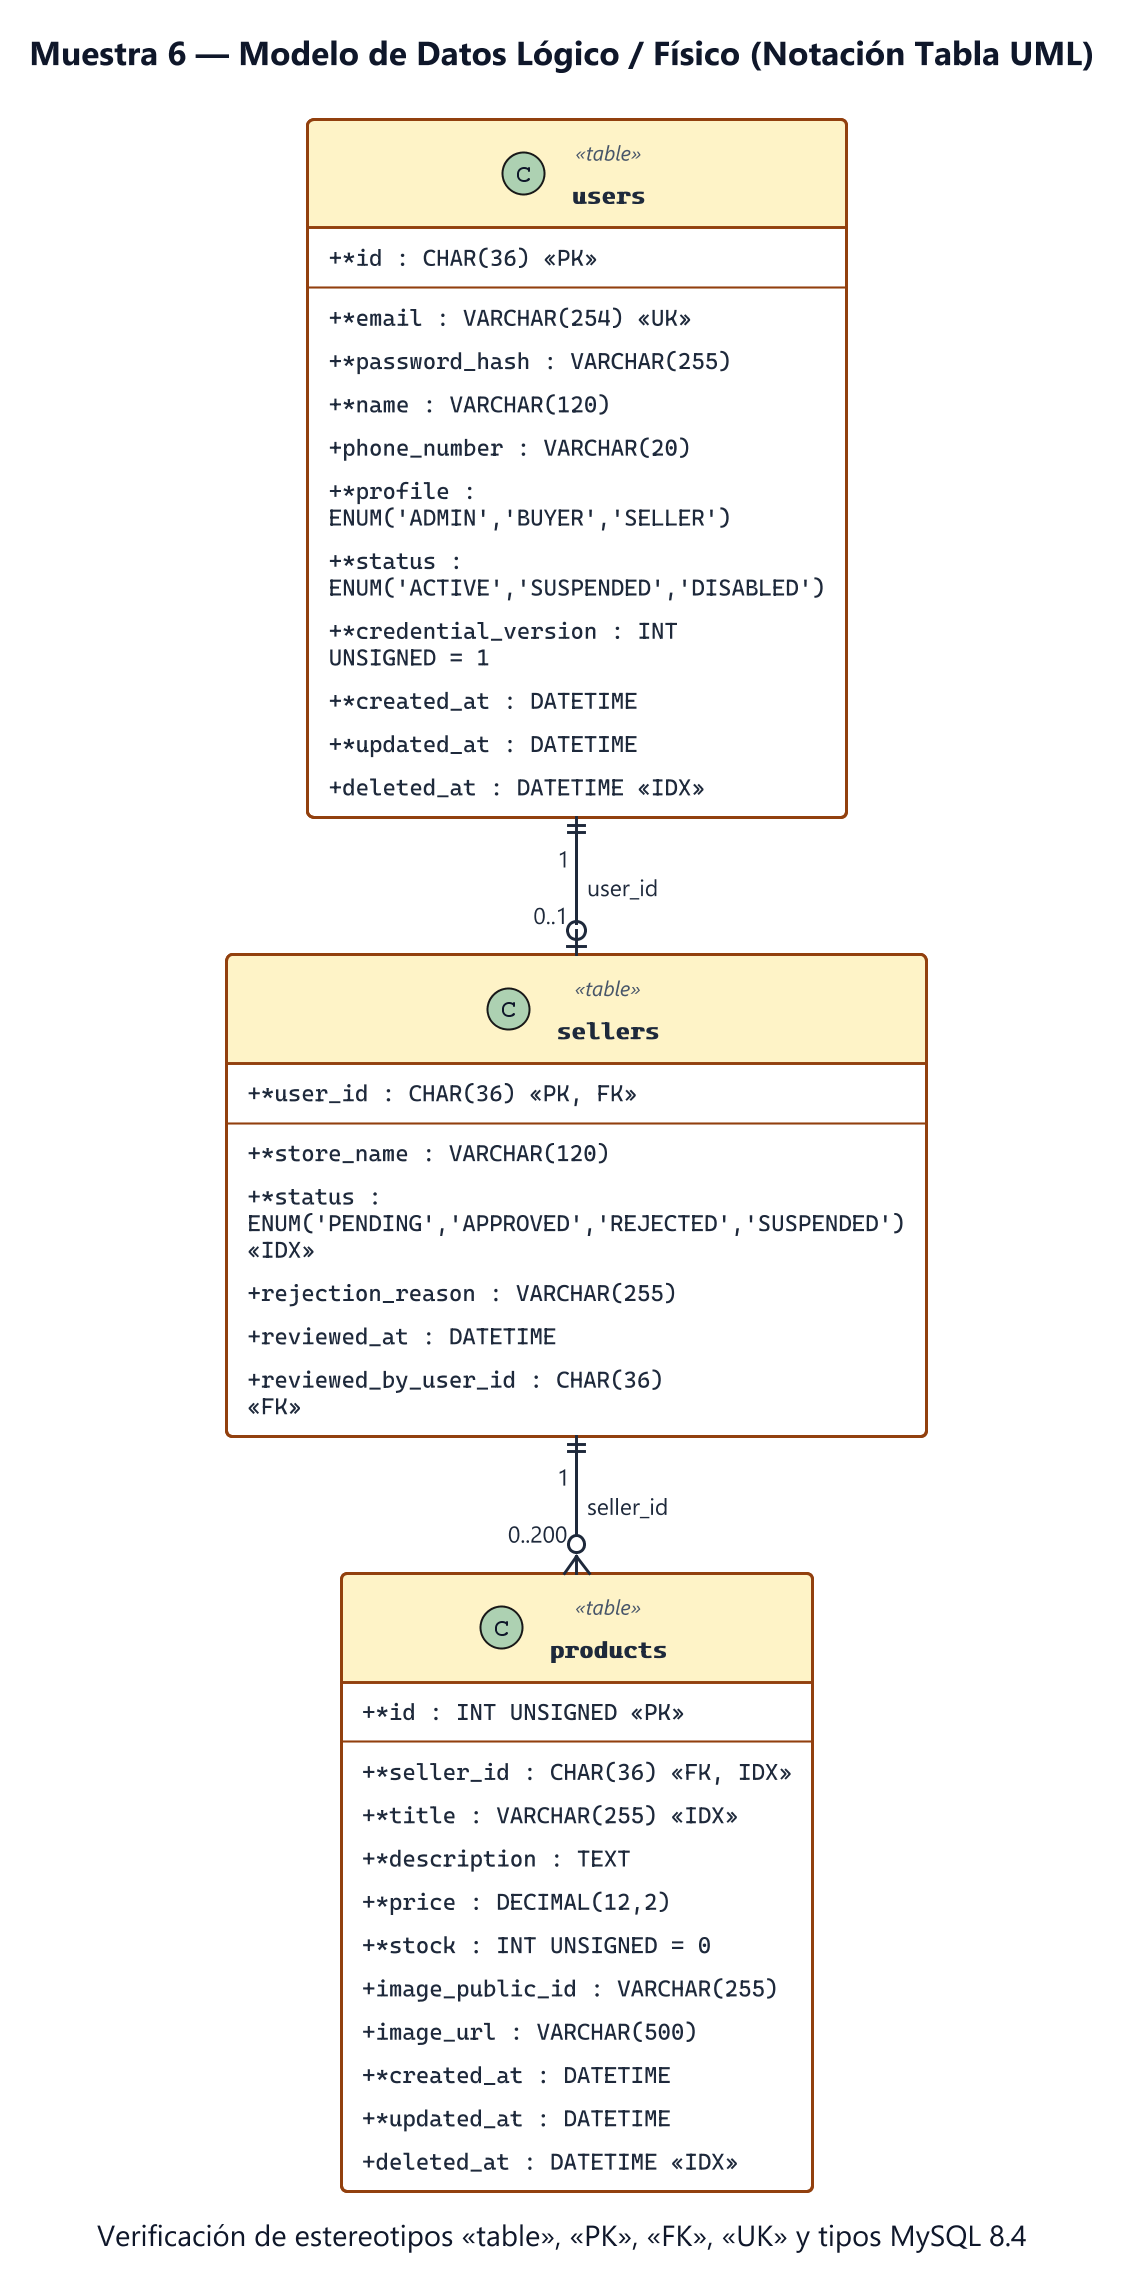 Muestra 6 — Modelo de Datos Lógico / Físico (Notación Tabla UML)
«table»
C
users
+*id : CHAR(36) «PK»
+*email : VARCHAR(254) «UK»
+*password_hash : VARCHAR(255)
+*name : VARCHAR(120)
+phone_number : VARCHAR(20)
+*profile :
ENUM('ADMIN','BUYER','SELLER')
+*status :
ENUM('ACTIVE','SUSPENDED','DISABLED')
+*credential_version : INT
UNSIGNED = 1
+*created_at : DATETIME
+*updated_at : DATETIME
+deleted_at : DATETIME «IDX»
1
user_id
0..1
«table»
C
sellers
+*user_id : CHAR(36) «PK, FK»
+*store_name : VARCHAR(120)
+*status :
ENUM('PENDING','APPROVED','REJECTED','SUSPENDED')
«IDX»
+rejection_reason : VARCHAR(255)
+reviewed_at : DATETIME
+reviewed_by_user_id : CHAR(36)
«FK»
1
seller_id
0..200
«table»
C
products
+*id : INT UNSIGNED «PK»
+*seller_id : CHAR(36) «FK, IDX»
+*title : VARCHAR(255) «IDX»
+*description : TEXT
+*price : DECIMAL(12,2)
+*stock : INT UNSIGNED = 0
+image_public_id : VARCHAR(255)
+image_url : VARCHAR(500)
+*created_at : DATETIME
+*updated_at : DATETIME
+deleted_at : DATETIME «IDX»
Verificación de estereotipos «table», «PK», «FK», «UK» y tipos MySQL 8.4